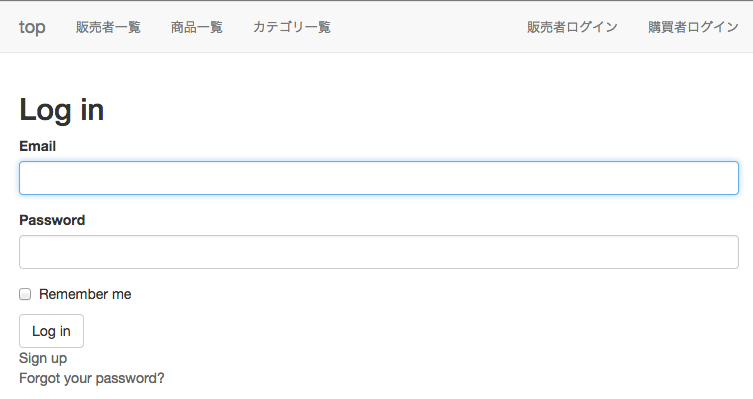 top 販売者一覧 商品一覧 カテゴリ一覧 販売者ログイン 購買者ログイン
Log in
Email
Password
Remember me
Log in
Sign up
Forgot your password?